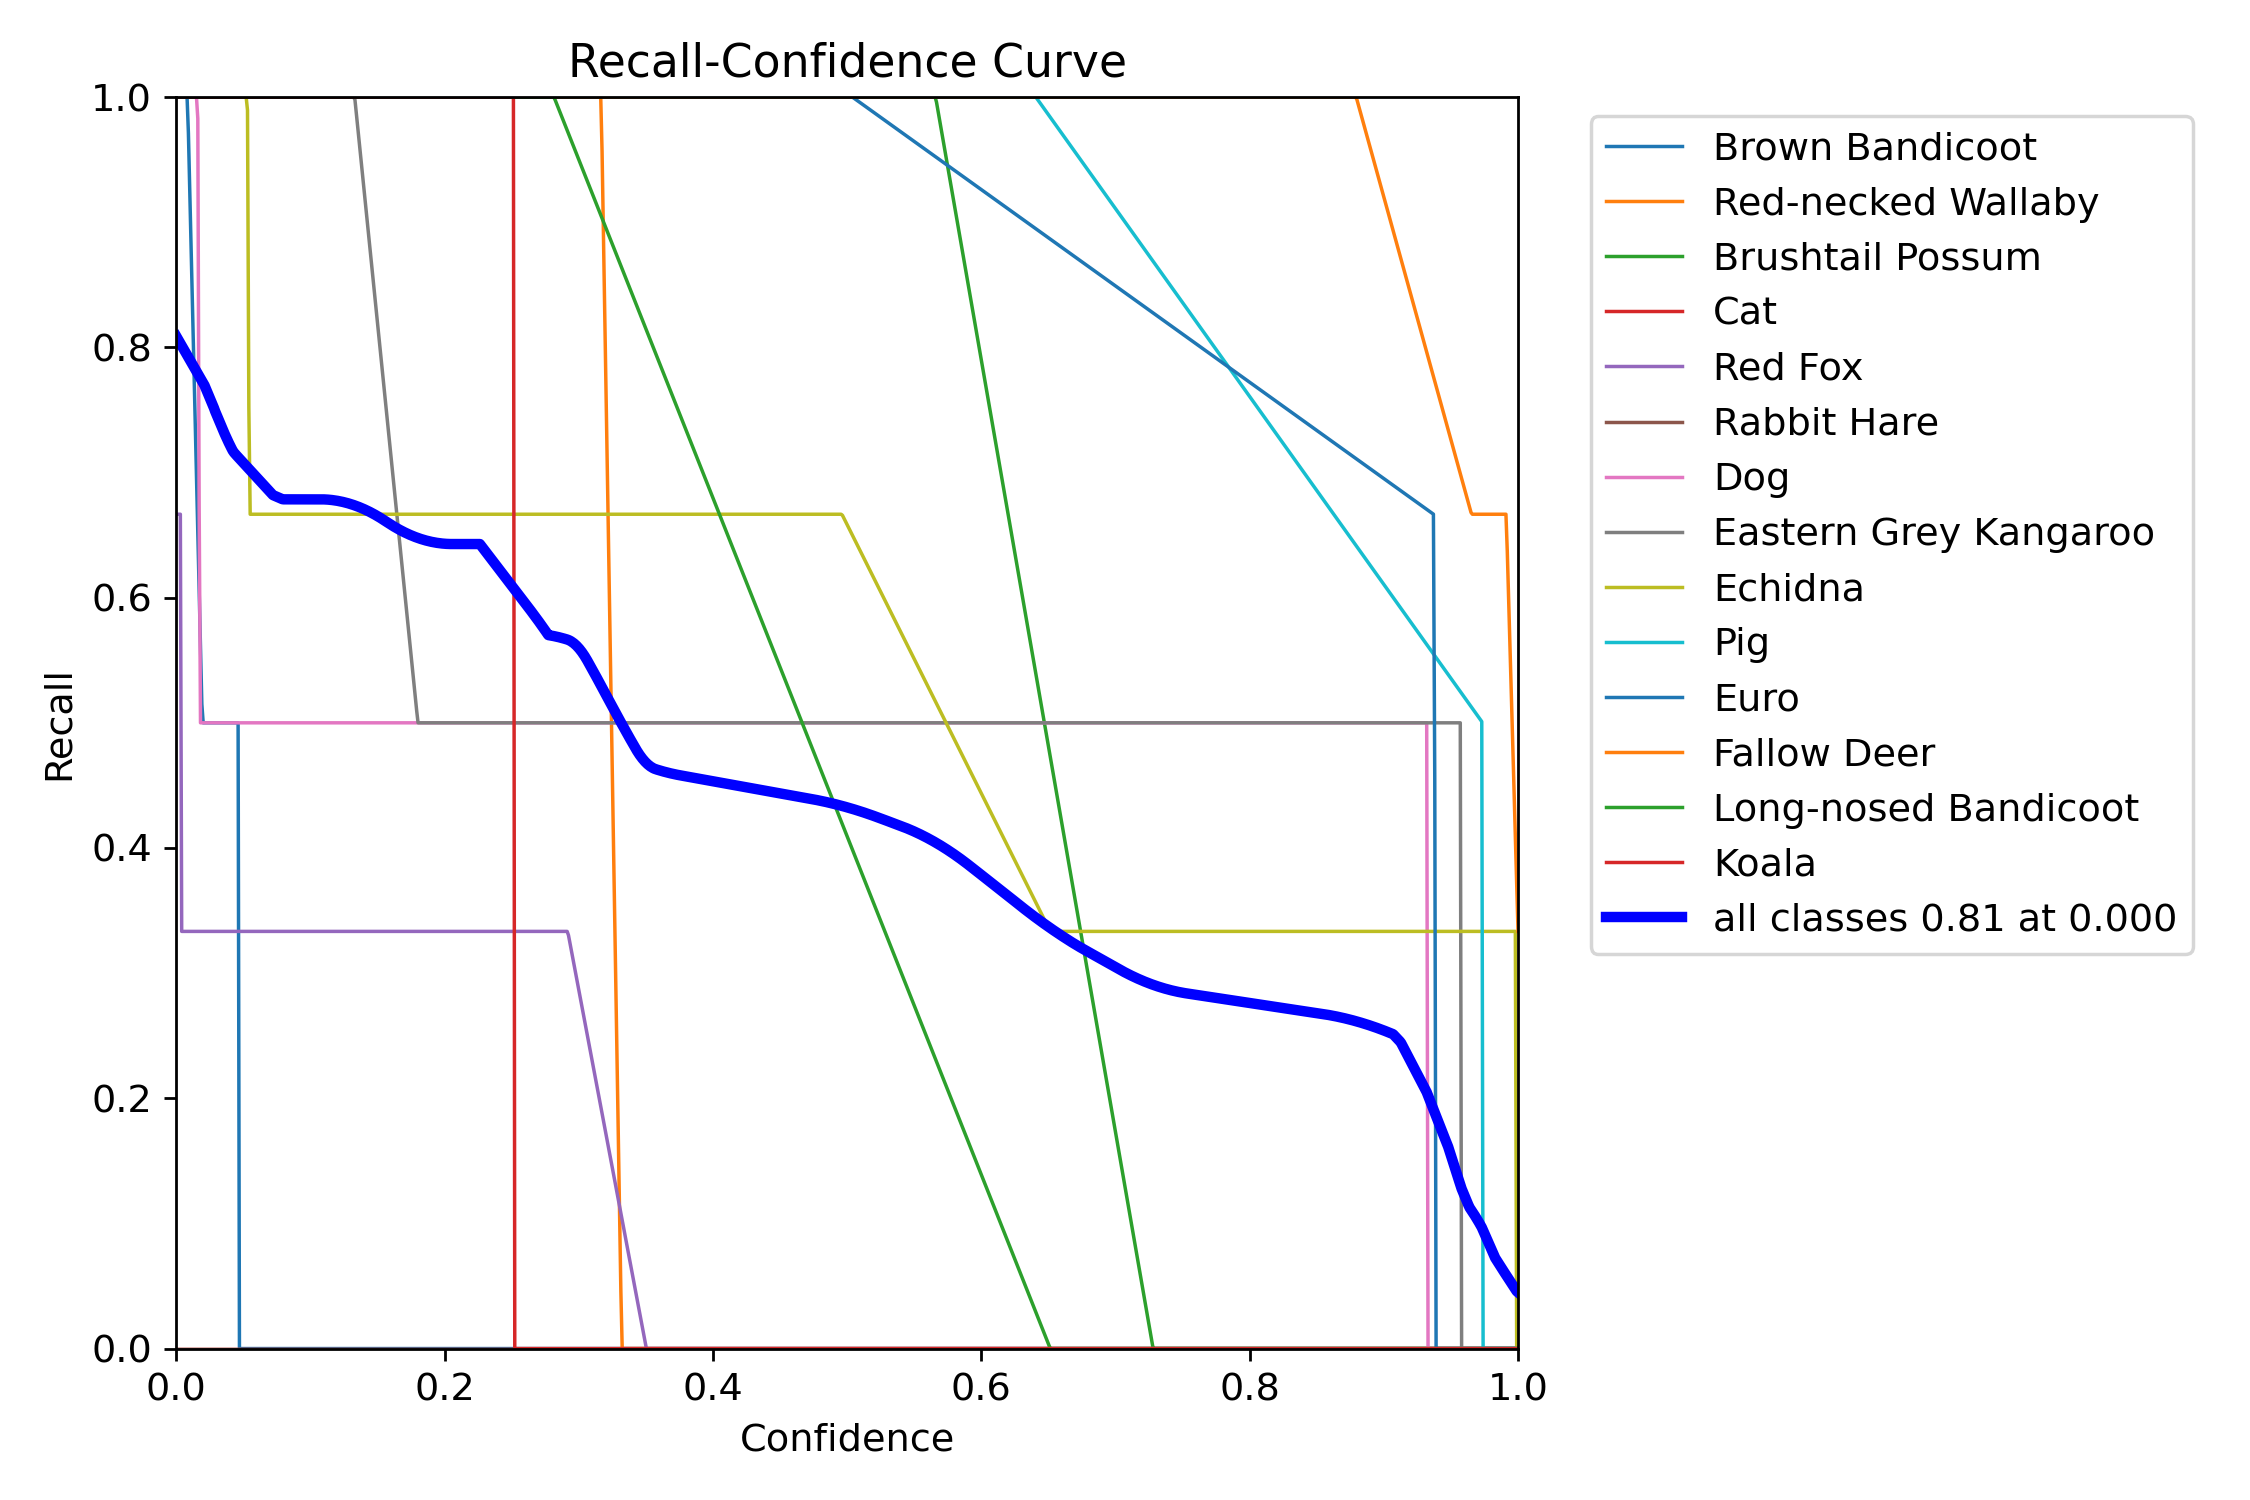 Recall-Confidence Curve
1.0
0.8
0.6
0.4
0.2
0.0
Recall
0.0 0.2 0.4 0.6 0.8 1.0
Confidence
Brown Bandicoot
Red-necked Wallaby
Brushtail Possum
Cat
Red Fox
Rabbit Hare
Dog
Eastern Grey Kangaroo
Echidna
Pig
Euro
Fallow Deer
Long-nosed Bandicoot
Koala
all classes 0.81 at 0.000